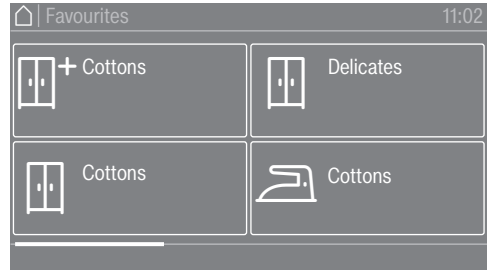 Favourites 11:02
+ Cottons
Delicates
Cottons
Cottons